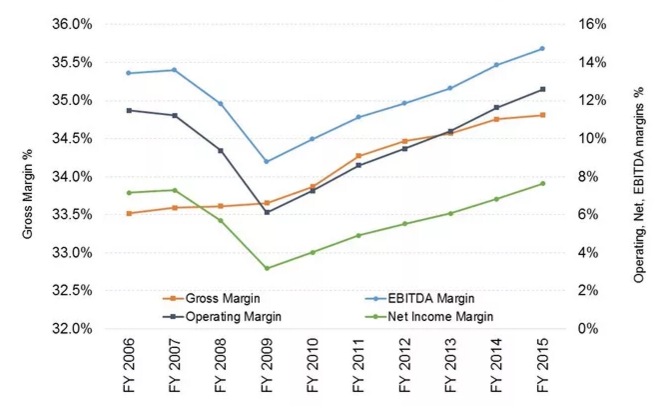 36.0%
35.5%
35.0%
34.5%
34.0%
33.5%
33.0%
32.5%
32.0%
Gross Margin %
16%
14%
12%
10%
8%
6%
4%
2%
0%
Operating, Net, EBITDA margins %
Gross Margin
EBITDA Margin
Operating Margin
Net Income Margin
FY 2006
FY 2007
FY 2008
FY 2009
FY 2010
FY 2011
FY 2012
FY 2013
FY 2014
FY 2015